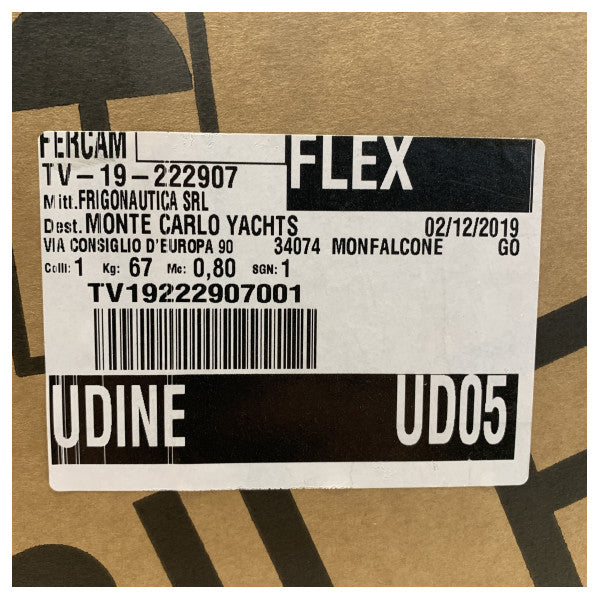 FERCAM
FLEX
TV-19-222907
Mitt. FRIGONAUTICA SRL
Dest. MONTE CARLO YACHTS 02/12/2019
VIA CONSIGLIO D'EUROPA 90 34074 MONFALCONE GO
Colli: 1 Kg: 67 Mc: 0,80 SGN: 1
TV19222907001
UDINE UD05